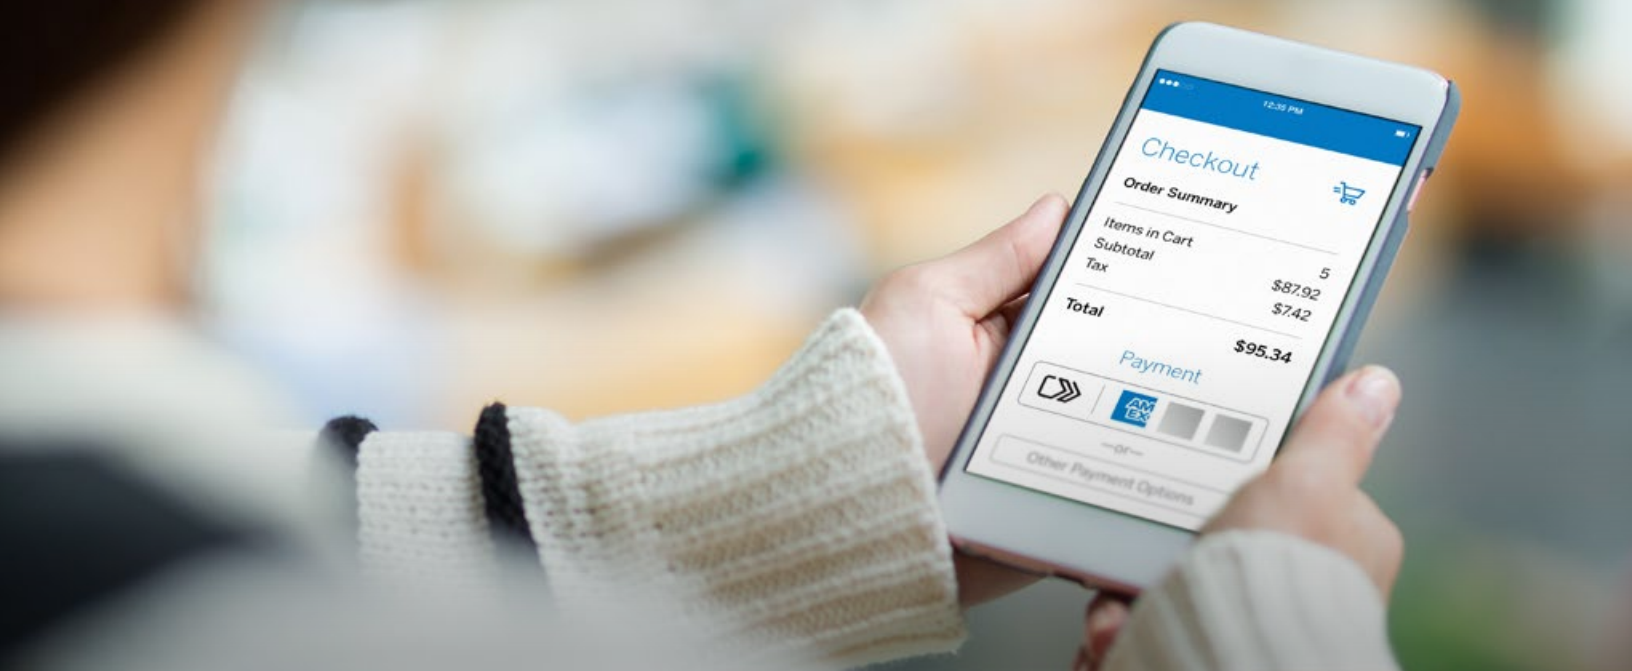 12:35 PM
Checkout
Order Summary
Items in Cart 5
Subtotal $87.92
Tax $7.42
Total $95.34
Payment
AM
EX
—or—
Other Payment Options